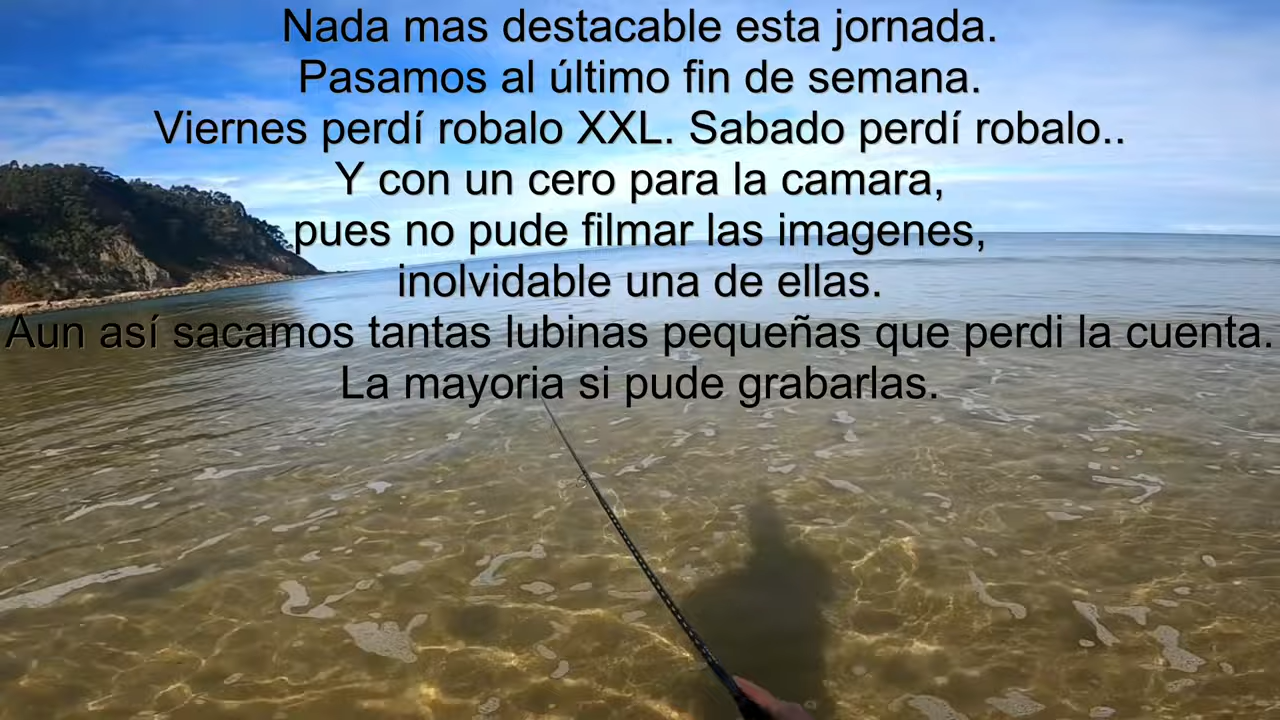 Nada mas destacable esta jornada.
Pasamos al último fin de semana.
Viernes perdí robalo XXL. Sabado perdí robalo..
Y con un cero para la camara,
pues no pude filmar las imagenes,
inolvidable una de ellas.
Aun así sacamos tantas lubinas pequeñas que perdi la cuenta.
La mayoria si pude grabarlas.